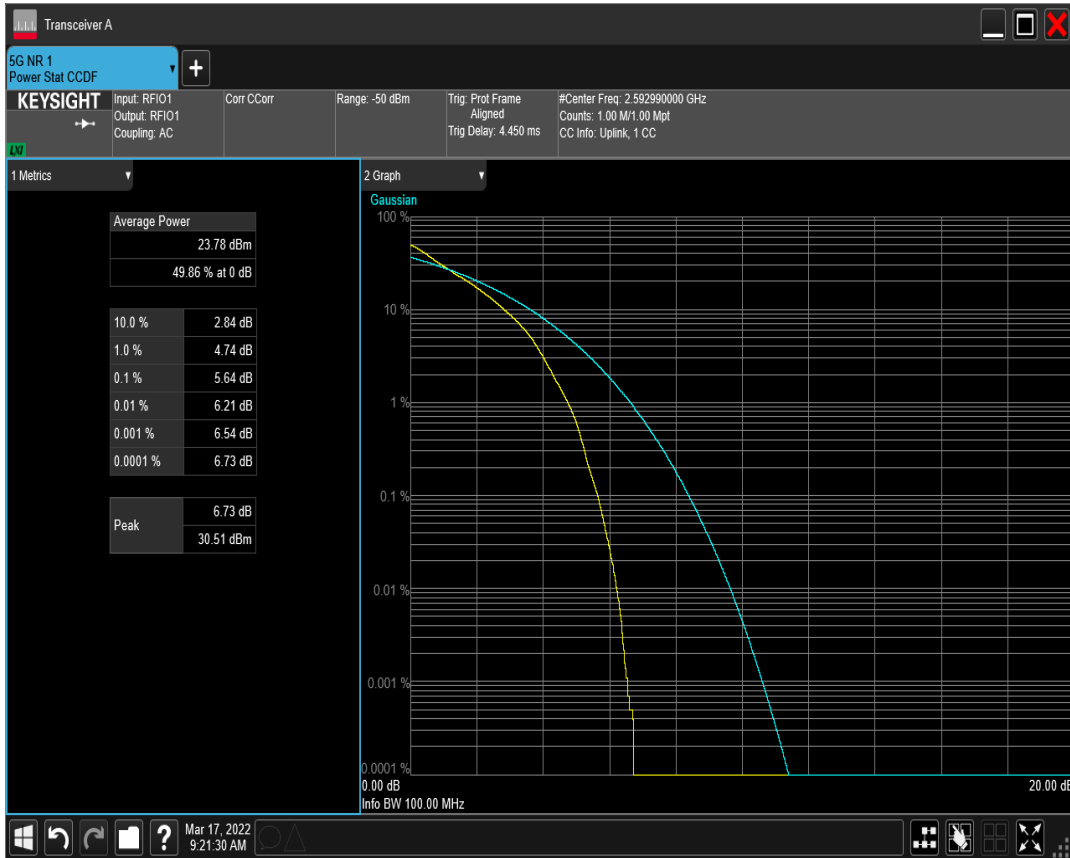 Transceiver A
5G NR 1
Power Stat CCDF
KEYSIGHT
LXI
Input: RFIO1
Output: RFIO1
Coupling: AC
Corr CCorr
Range: -50 dBm
Trig: Prot Frame
Aligned
Trig Delay: 4.450 ms
#Center Freq: 2.592990000 GHz
Counts: 1.00 M/1.00 Mpt
CC Info: Uplink, 1 CC
1 Metrics
Average Power
23.78 dBm
49.86 % at 0 dB
10.0 % 2.84 dB
1.0 % 4.74 dB
0.1 % 5.64 dB
0.01 % 6.21 dB
0.001 % 6.54 dB
0.0001 % 6.73 dB
Peak
6.73 dB
30.51 dBm
2 Graph
Gaussian
100 %
10 %
1 %
0.1 %
0.01 %
0.001 %
0.0001 %
0.00 dB 20.00 dB
Info BW 100.00 MHz
? Mar 17, 2022
9:21:30 AM